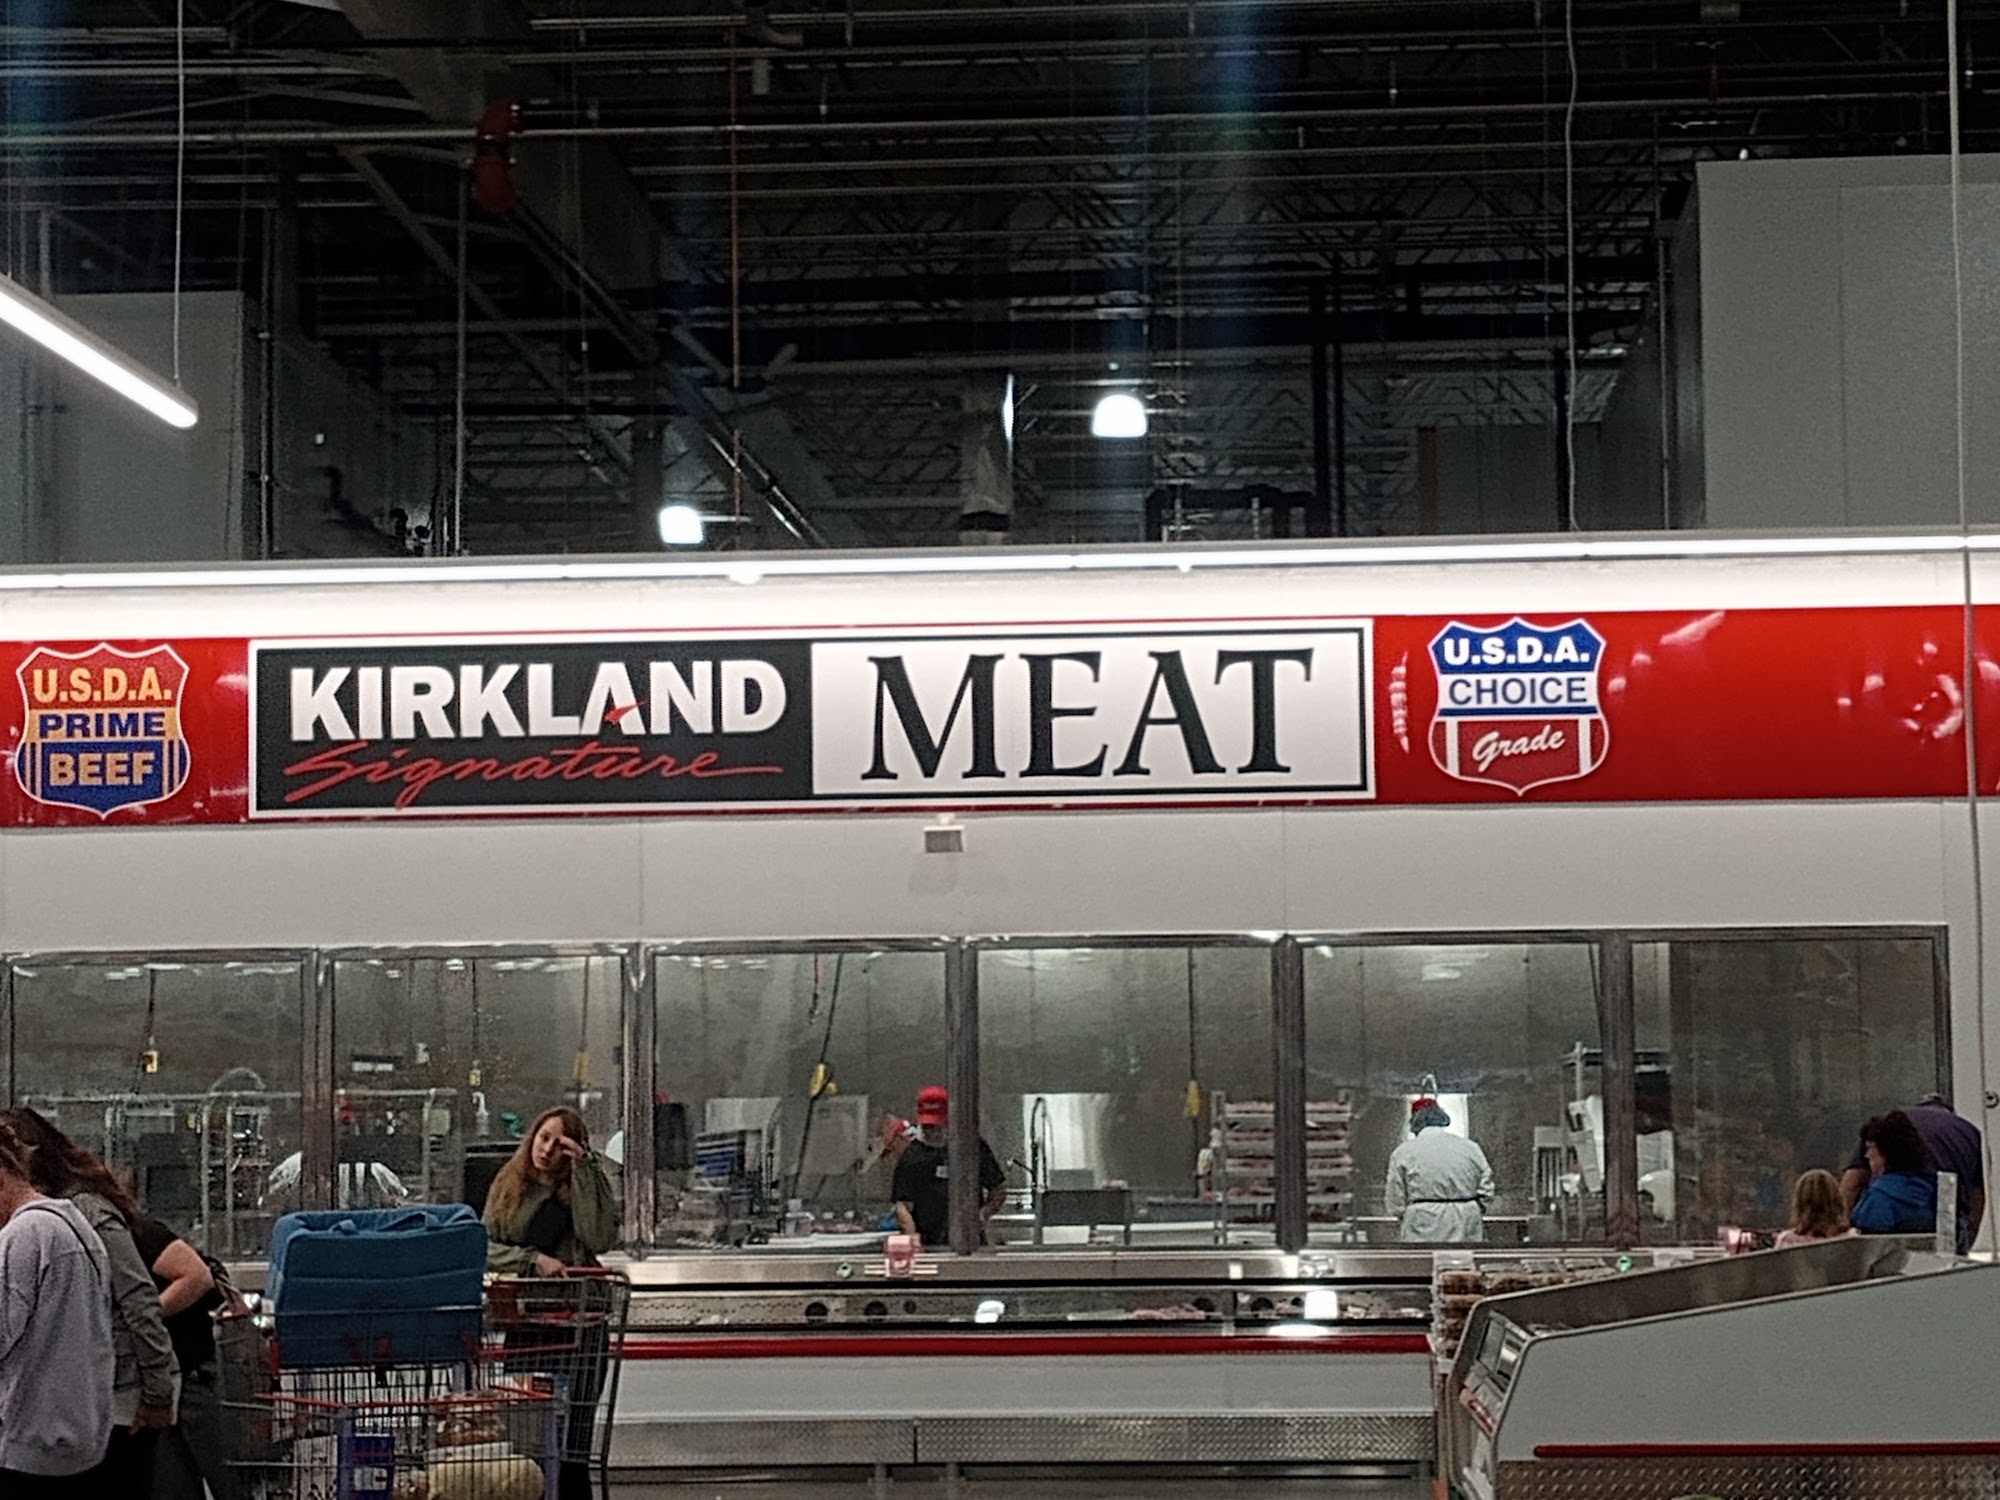 U.S.D.A.
PRIME
BEEF
KIRKLAND
Signature
MEAT
U.S.D.A.
CHOICE
Grade